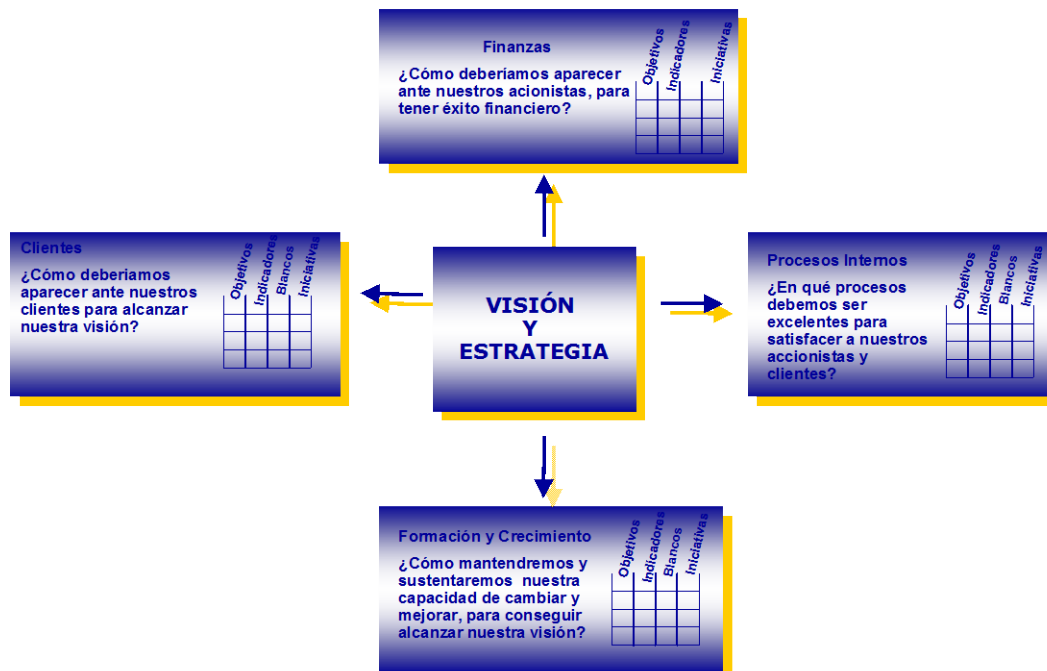 Finanzas
¿Cómo deberíamos aparecer
ante nuestros acionistas, para
tener éxito financiero?
Objetivos
Indicadores
Iniciativas
Clientes
¿Cómo deberíamos
aparecer ante nuestros
clientes para alcanzar
nuestra visión?
Objetivos
Indicadores
Blancos
Iniciativas
VISIÓN
Y
ESTRATEGIA
Procesos Internos
¿En qué procesos
debemos ser
excelentes para
satisfacer a nuestros
accionistas y
clientes?
Objetivos
Indicadores
Blancos
Iniciativas
Formación y Crecimiento
¿Cómo mantendremos y
sustentaremos nuestra
capacidad de cambiar y
mejorar, para conseguir
alcanzar nuestra visión?
Objetivos
Indicadores
Blancos
Iniciativas